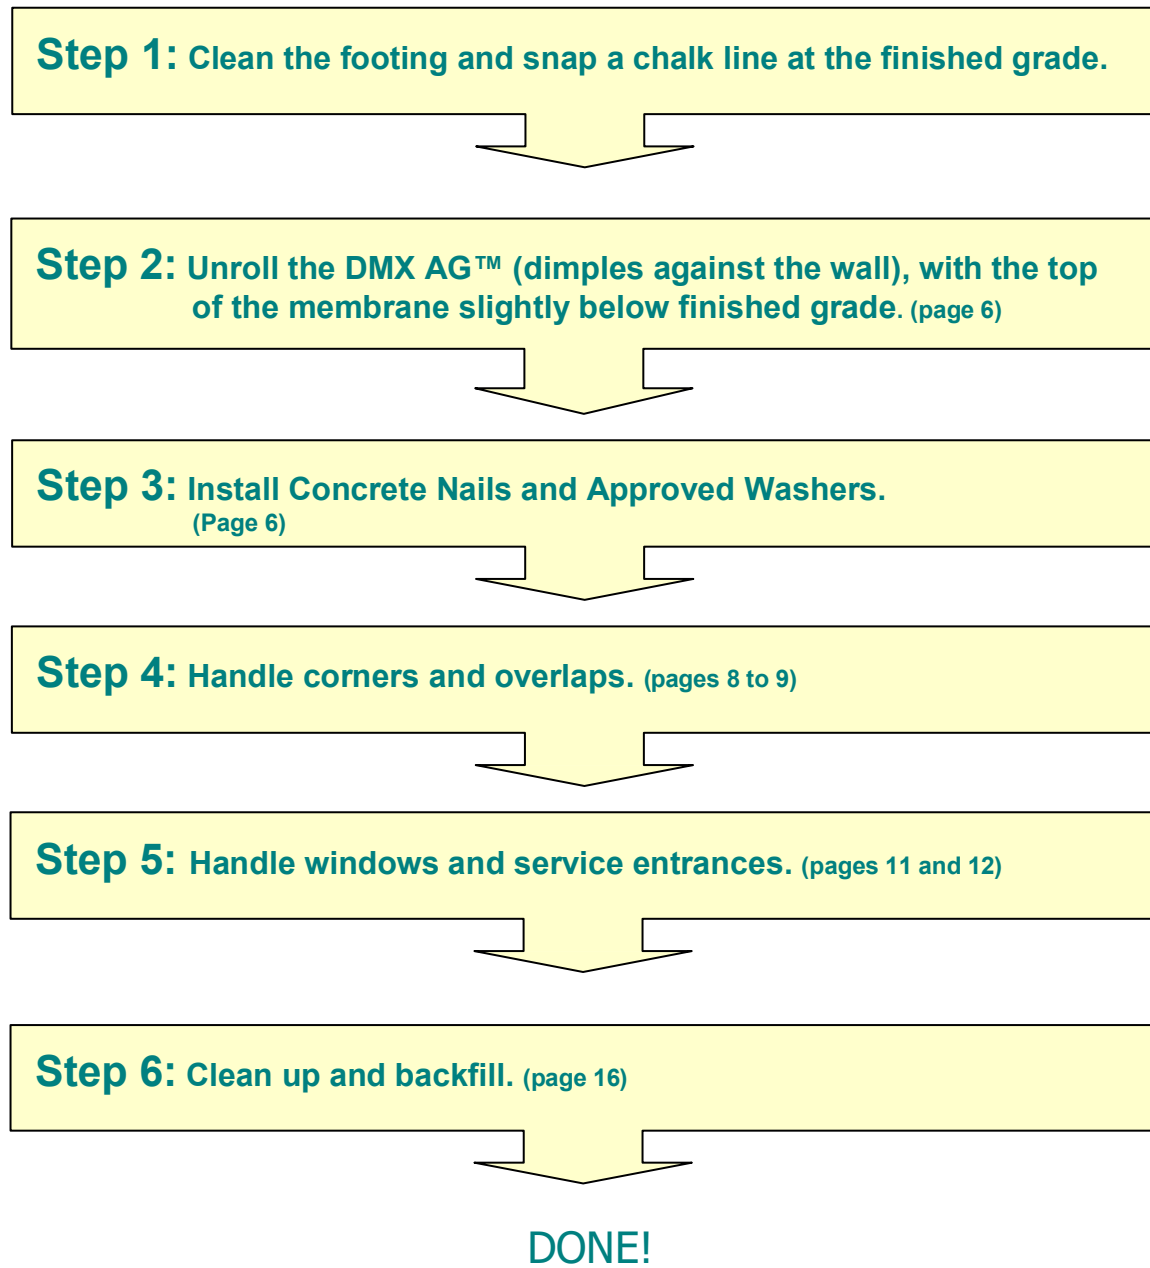 Step 1: Clean the footing and snap a chalk line at the finished grade.
Step 2: Unroll the DMX AG™ (dimples against the wall), with the top
of the membrane slightly below finished grade. (page 6)
Step 3: Install Concrete Nails and Approved Washers.
(Page 6)
Step 4: Handle corners and overlaps. (pages 8 to 9)
Step 5: Handle windows and service entrances. (pages 11 and 12)
Step 6: Clean up and backfill. (page 16)
DONE!